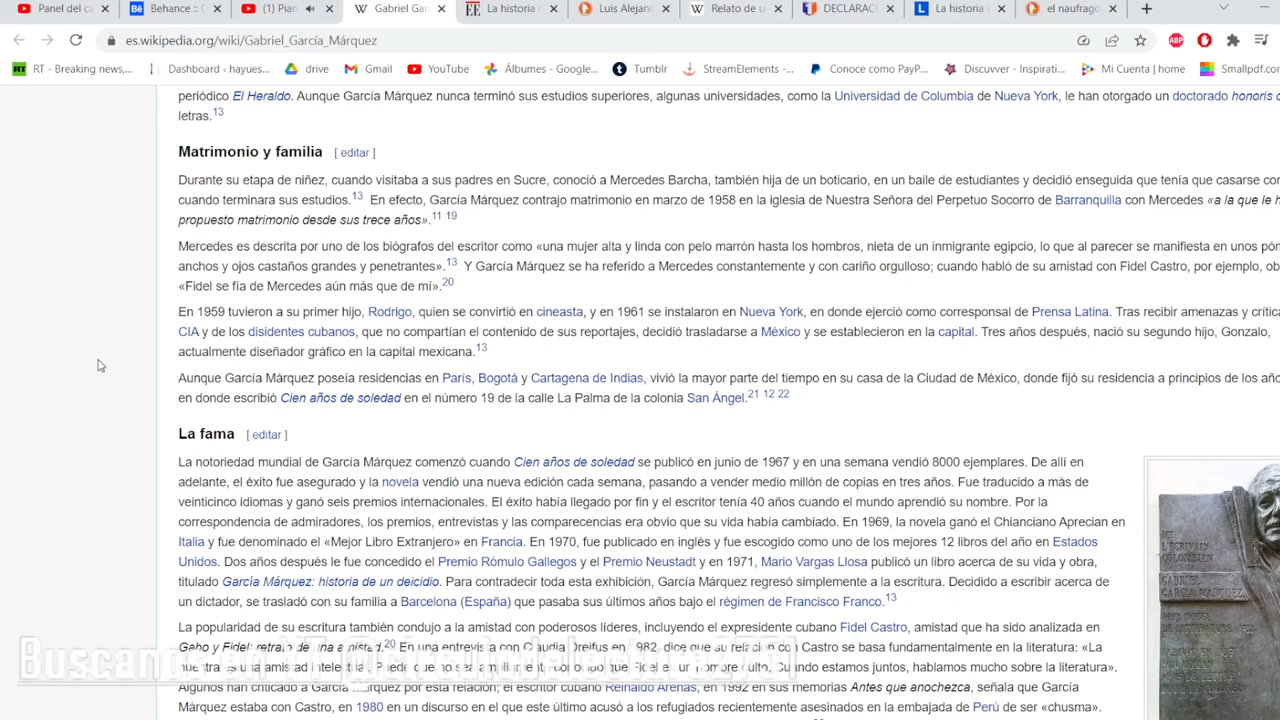 Panel del ca
Behance ::
(1) Pian
Gabriel Gar
La historia
Luis Alejan
Relato de u
DECLARAC
La historia
el naufrago
es.wikipedia.org/wiki/Gabriel_García_Márquez
ABP
RT - Breaking news,...
Dashboard ‹ hayues...
drive
Gmail
YouTube
Álbumes - Google...
Tumblr
StreamElements -...
Conoce como PayP...
Discuvver - Inspirati...
Mi Cuenta | home
Smallpdf.com
periódico El Heraldo. Aunque García Márquez nunca terminó sus estudios superiores, algunas universidades, como la Universidad de Columbia de Nueva York, le han otorgado un doctorado honoris
letras.13
Matrimonio y familia [ editar ]
Durante su etapa de niñez, cuando visitaba a sus padres en Sucre, conoció a Mercedes Barcha, también hija de un boticario, en un baile de estudiantes y decidió enseguida que tenía que casarse con
cuando terminara sus estudios.13 En efecto, García Márquez contrajo matrimonio en marzo de 1958 en la iglesia de Nuestra Señora del Perpetuo Socorro de Barranquilla con Mercedes «a la que le h
propuesto matrimonio desde sus trece años».11 19
Mercedes es descrita por uno de los biógrafos del escritor como «una mujer alta y linda con pelo marrón hasta los hombros, nieta de un inmigrante egipcio, lo que al parecer se manifiesta en unos póm
anchos y ojos castaños grandes y penetrantes».13 Y García Márquez se ha referido a Mercedes constantemente y con cariño orgulloso; cuando habló de su amistad con Fidel Castro, por ejemplo, ob
«Fidel se fía de Mercedes aún más que de mí».20
En 1959 tuvieron a su primer hijo, Rodrigo, quien se convirtió en cineasta, y en 1961 se instalaron en Nueva York, en donde ejerció como corresponsal de Prensa Latina. Tras recibir amenazas y crític
CIA y de los disidentes cubanos, que no compartían el contenido de sus reportajes, decidió trasladarse a México y se establecieron en la capital. Tres años después, nació su segundo hijo, Gonzalo,
actualmente diseñador gráfico en la capital mexicana.13
Aunque García Márquez poseía residencias en París, Bogotá y Cartagena de Indias, vivió la mayor parte del tiempo en su casa de la Ciudad de México, donde fijó su residencia a principios de los año
en donde escribió Cien años de soledad en el número 19 de la calle La Palma de la colonia San Ángel.21 12 22
La fama [ editar ]
La notoriedad mundial de García Márquez comenzó cuando Cien años de soledad se publicó en junio de 1967 y en una semana vendió 8000 ejemplares. De allí en
adelante, el éxito fue asegurado y la novela vendió una nueva edición cada semana, pasando a vender medio millón de copias en tres años. Fue traducido a más de
veinticinco idiomas y ganó seis premios internacionales. El éxito había llegado por fin y el escritor tenía 40 años cuando el mundo aprendió su nombre. Por la
correspondencia de admiradores, los premios, entrevistas y las comparecencias era obvio que su vida había cambiado. En 1969, la novela ganó el Chianciano Aprecian en
Italia y fue denominado el «Mejor Libro Extranjero» en Francia. En 1970, fue publicado en inglés y fue escogido como uno de los mejores 12 libros del año en Estados
Unidos. Dos años después le fue concedido el Premio Rómulo Gallegos y el Premio Neustadt y en 1971, Mario Vargas Llosa publicó un libro acerca de su vida y obra,
titulado García Márquez: historia de un deicidio. Para contradecir toda esta exhibición, García Márquez regresó simplemente a la escritura. Decidido a escribir acerca de
un dictador, se trasladó con su familia a Barcelona (España) que pasaba sus últimos años bajo el régimen de Francisco Franco.13
La popularidad de su escritura también condujo a la amistad con poderosos líderes, incluyendo el expresidente cubano Fidel Castro, amistad que ha sido analizada en
Gabo y Fidel: retrato de una amistad.20 En una entrevista con Claudia Dreifus en 1982 dice que su relación con Castro se basa fundamentalmente en la literatura: «La
nuestra es una amistad intelectual. Puede que no sea ampliamente conocido que Fidel es un hombre culto. Cuando estamos juntos, hablamos mucho sobre la literatura».
Algunos han criticado a García Márquez por esta relación; el escritor cubano Reinaldo Arenas, en 1992 en sus memorias Antes que anochezca, señala que García
Márquez estaba con Castro, en 1980 en un discurso en el que este último acusó a los refugiados recientemente asesinados en la embajada de Perú de ser «chusma».